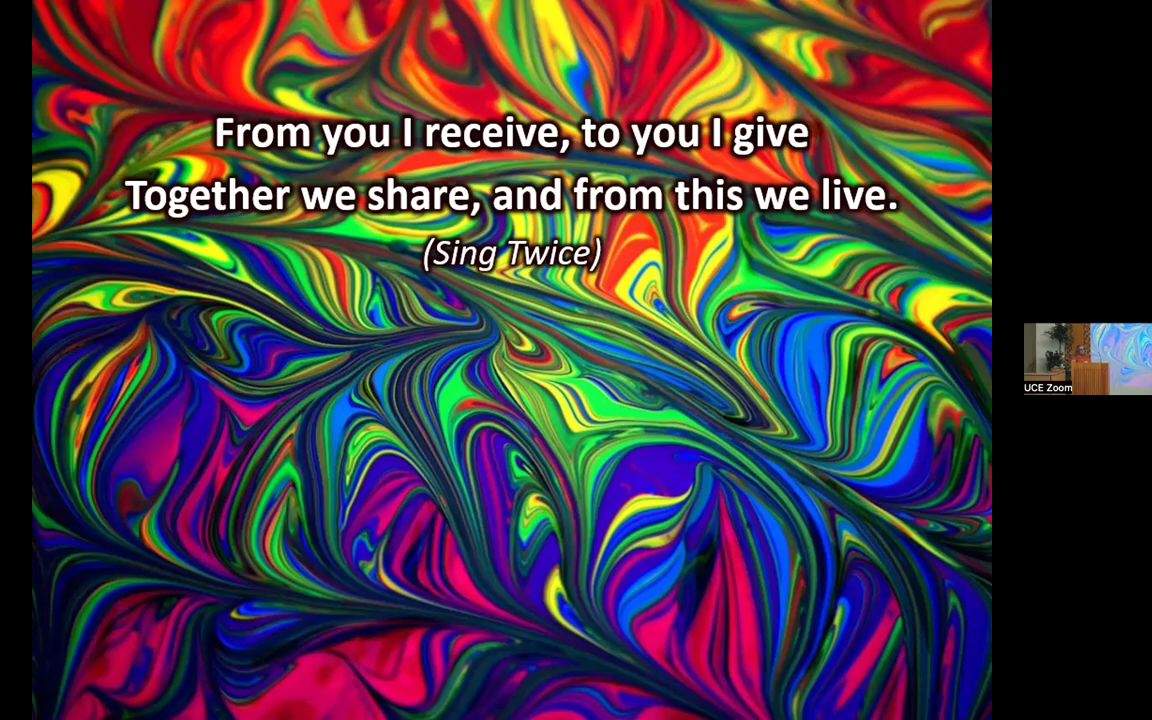 From you I receive, to you I give
Together we share, and from this we live.
(Sing Twice)
UCE Zoom